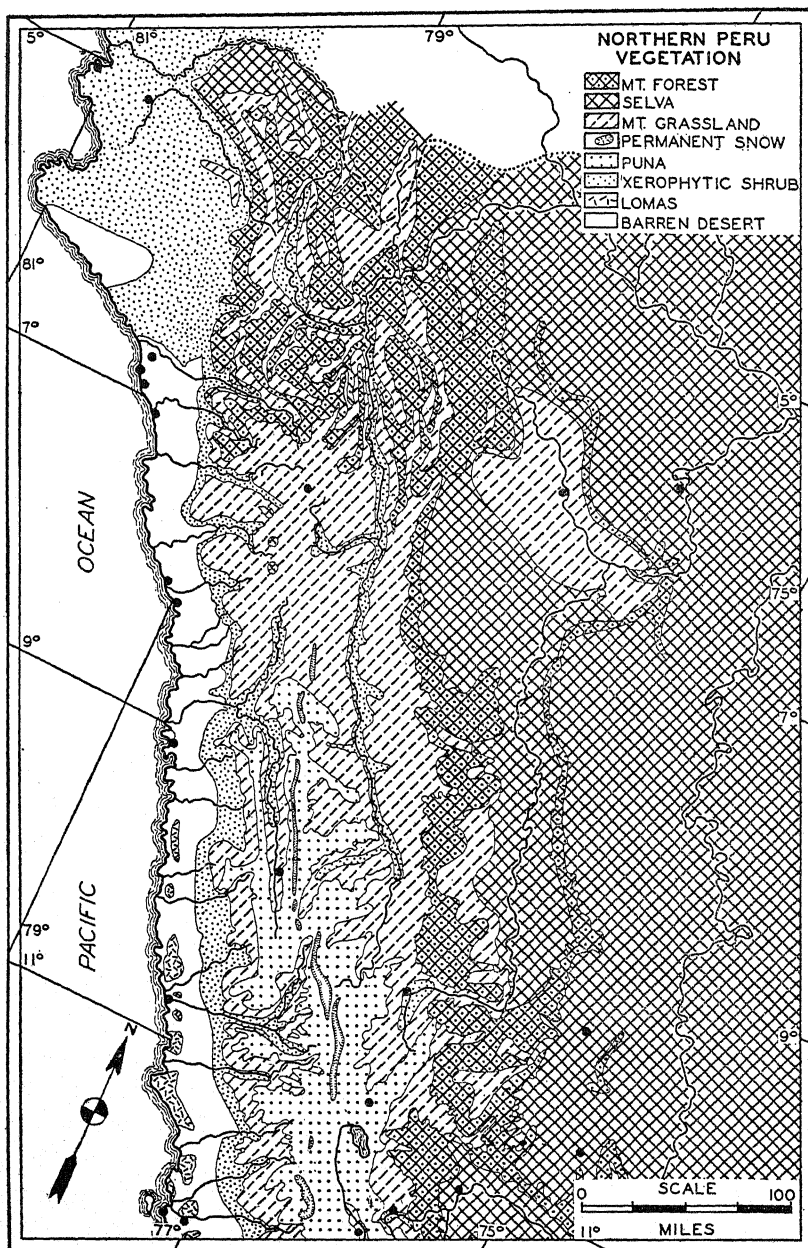 5°
81°
79°
NORTHERN PERU
VEGETATION
MT. FOREST
SELVA
MT. GRASSLAND
PERMANENT SNOW
PUNA
XEROPHYTIC SHRUB
LOMAS
BARREN DESERT
81°
7°
5°
OCEAN
75°
9°
7°
PACIFIC
79°
11°
N
9°
0 SCALE 100
MILES
77°
75°
11°